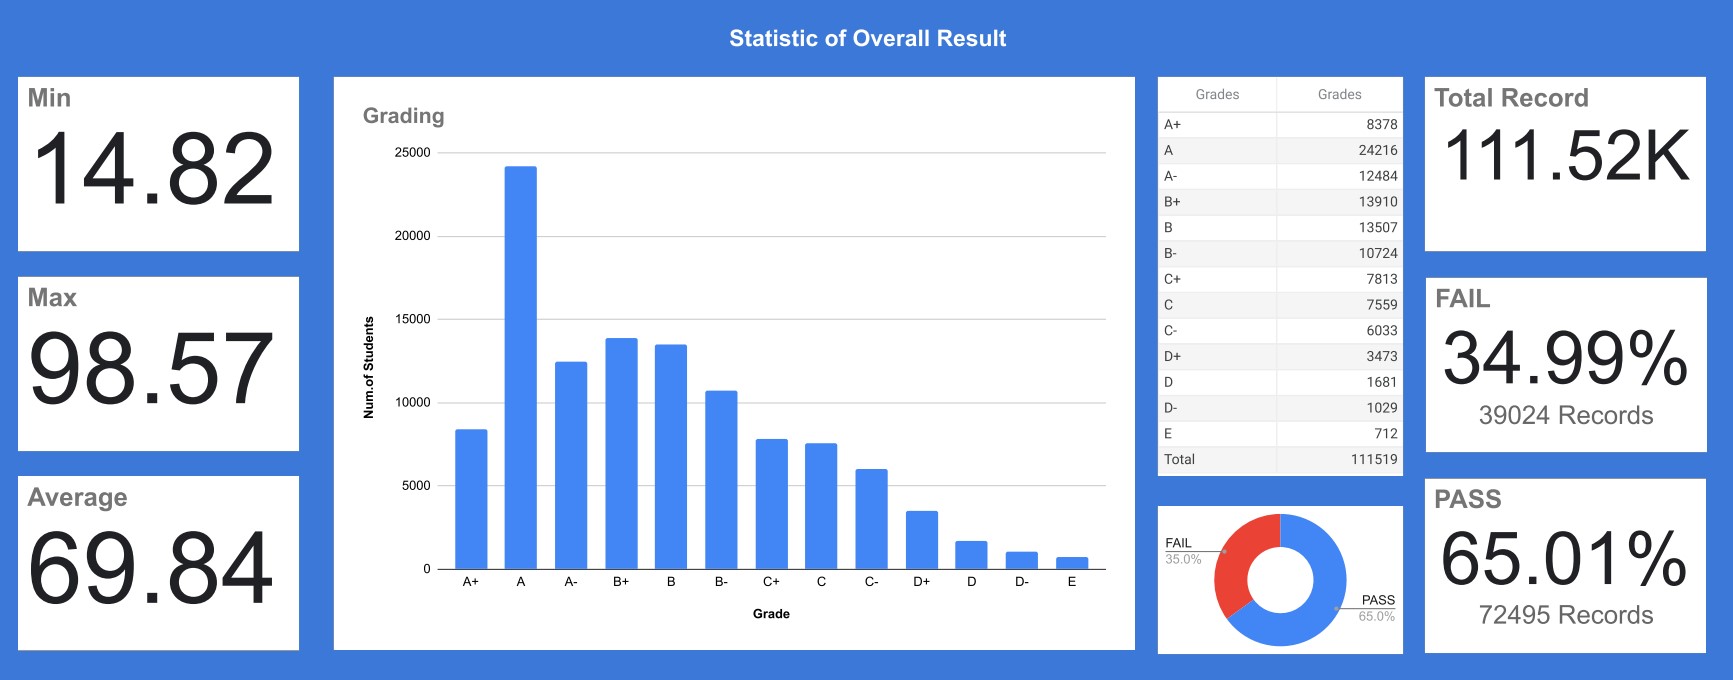 Statistic of Overall Result
Min
14.82
Max
98.57
Average
69.84
Grading
25000
20000
15000
10000
5000
0
Num.of Students
A+ A A- B+ B B- C+ C C- D+ D D- E
Grade
Grades Grades
A+ 8378
A 24216
A- 12484
B+ 13910
B 13507
B- 10724
C+ 7813
C 7559
C- 6033
D+ 3473
D 1681
D- 1029
E 712
Total 111519
FAIL
35.0%
PASS
65.0%
Total Record
111.52K
FAIL
34.99%
39024 Records
PASS
65.01%
72495 Records